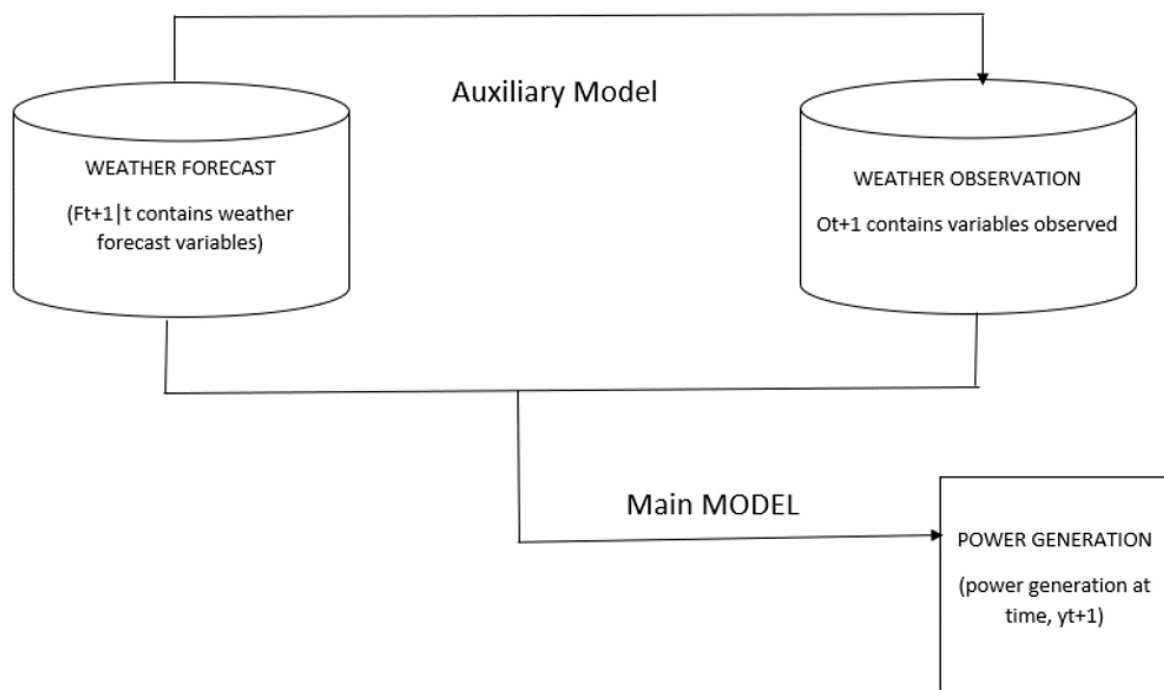 Auxiliary Model
WEATHER FORECAST
(Ft+1|t contains weather
forecast variables)
WEATHER OBSERVATION
Ot+1 contains variables observed
Main MODEL
POWER GENERATION
(power generation at
time, yt+1)